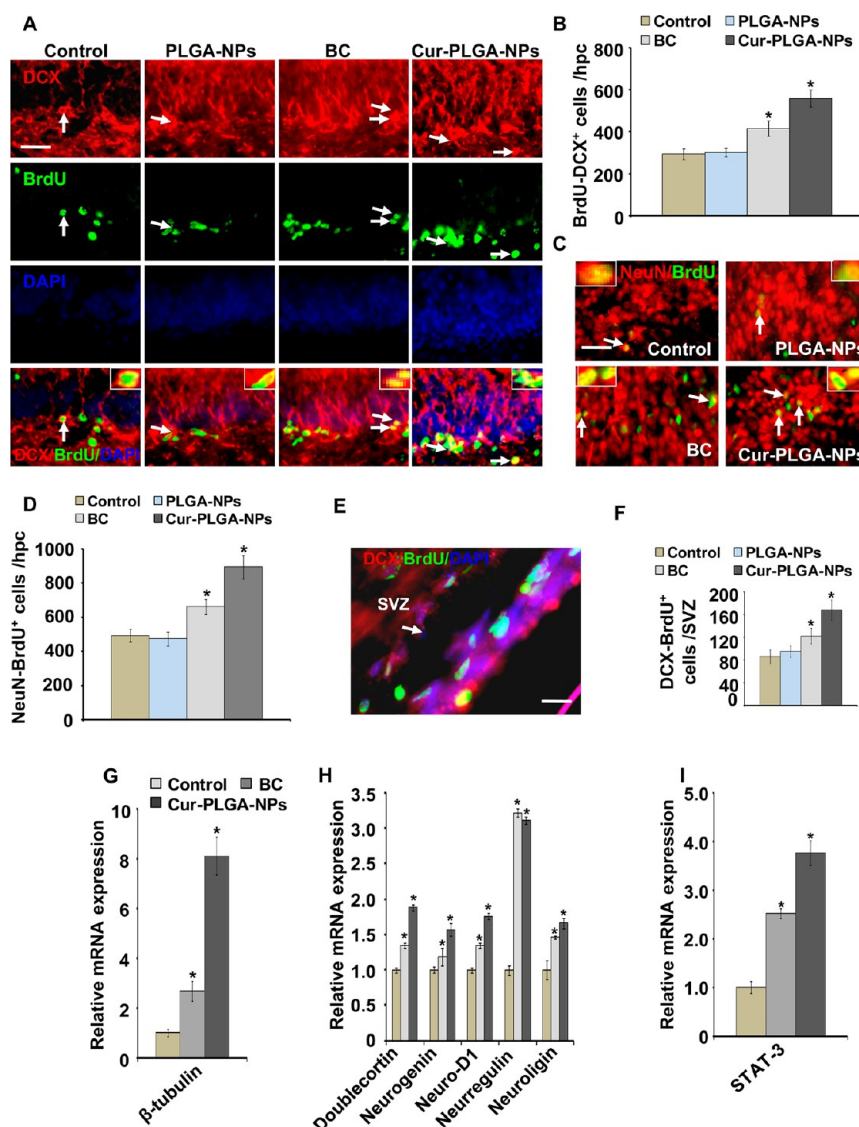 A
Control
PLGA-NPs
BC
Cur-PLGA-NPs
DCX
BrdU
DAPI
DCX/BrdU/DAPI
B
Control PLGA-NPs
BC Cur-PLGA-NPs
BrdU-DCX⁺ cells /hpc
800
600
400
200
0
* *
C
NeuN/BrdU
Control
PLGA-NPs
BC
Cur-PLGA-NPs
D
Control PLGA-NPs
BC Cur-PLGA-NPs
NeuN-BrdU⁺ cells /hpc
1000
800
600
400
200
0
* *
E
DCX/BrdU/DAPI
SVZ
F
Control PLGA-NPs
BC Cur-PLGA-NPs
DCX-BrdU⁺
cells /SVZ
200
160
120
80
40
0
* *
G
Control BC
Cur-PLGA-NPs
Relative mRNA expression
10
8
6
4
2
0
* *
β-tubulin
H
Relative mRNA expression
3.5
3.0
2.5
2.0
1.5
1.0
0.5
0
* * * * * * * * * *
Doublecortin
Neurogenin
Neuro-D1
Neurregulin
Neuroligin
I
Relative mRNA expression
5.0
4.0
3.0
2.0
1.0
0
* *
STAT-3